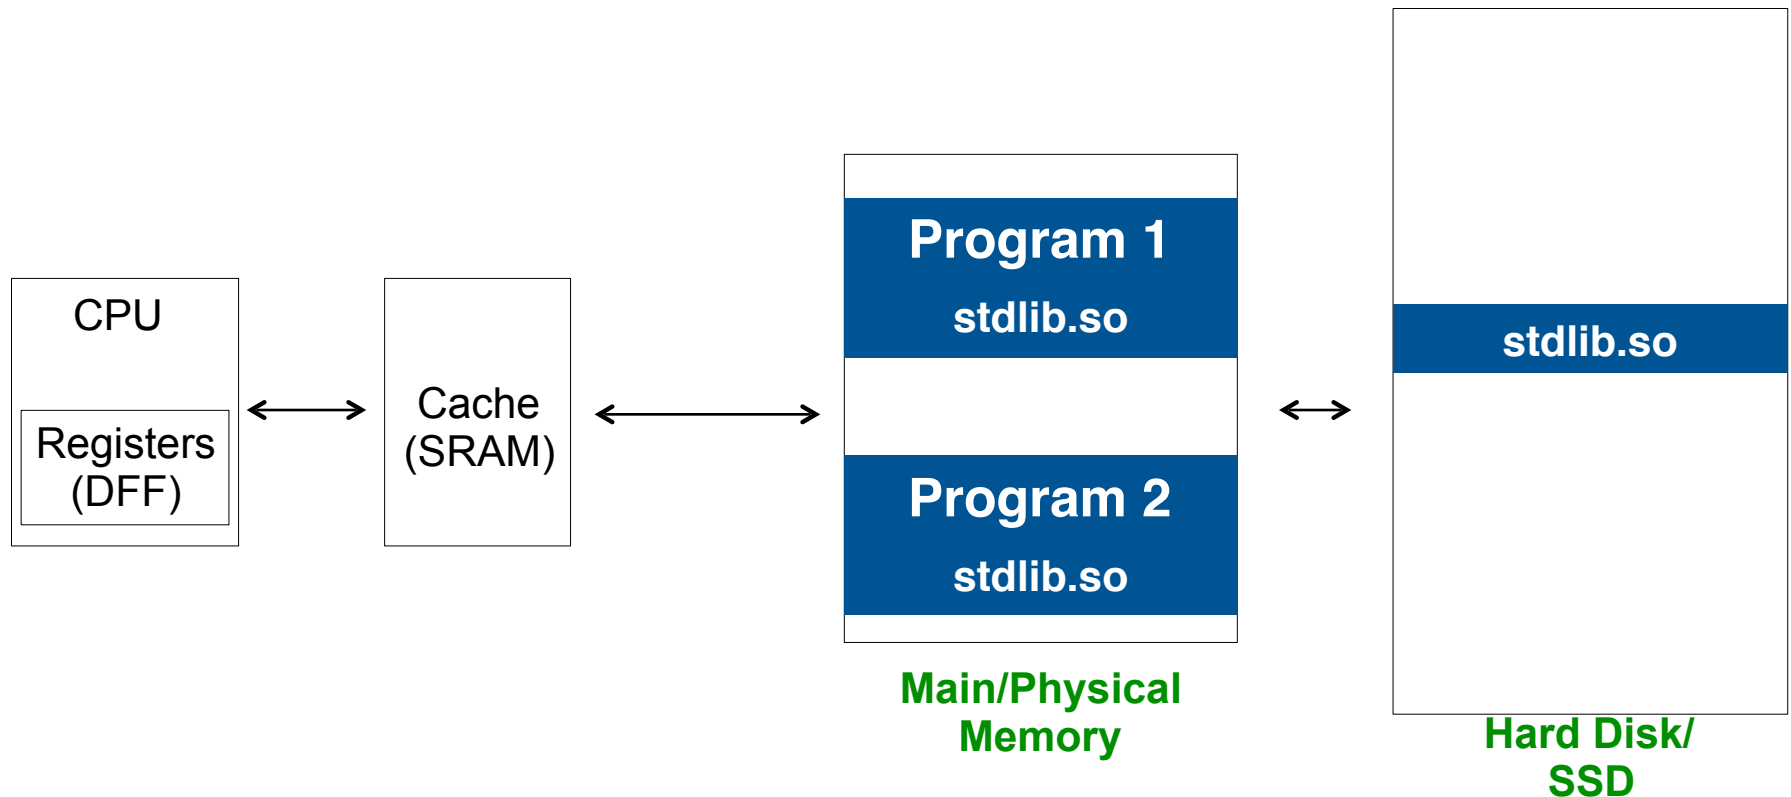 CPU
Registers
(DFF)
Cache
(SRAM)
Program 1
stdlib.so
Program 2
stdlib.so
Main/Physical
Memory
stdlib.so
Hard Disk/
SSD